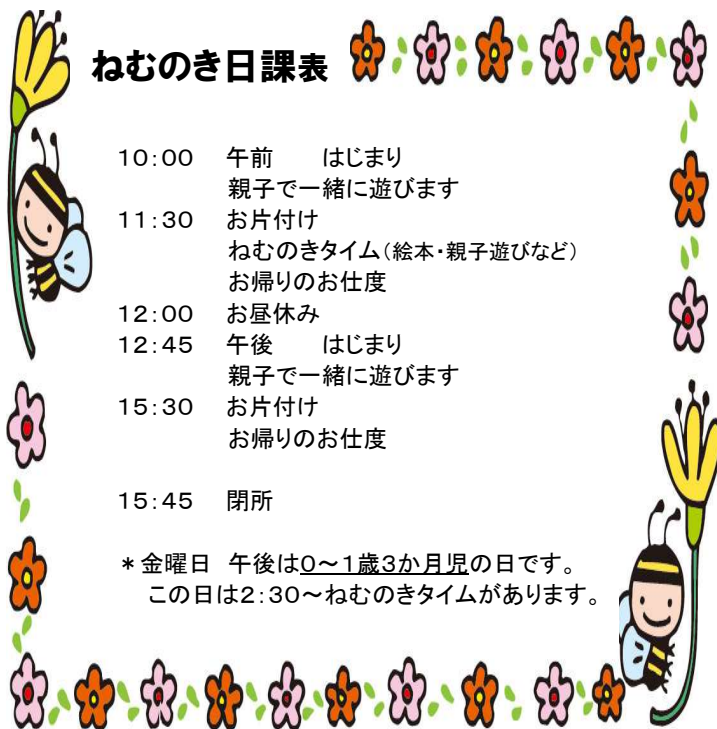 ねむのき日課表
10:00 午前 はじまり
親子で一緒に遊びます
11:30 お片付け
ねむのきタイム(絵本・親子遊びなど)
お帰りのお仕度
12:00 お昼休み
12:45 午後 はじまり
親子で一緒に遊びます
15:30 お片付け
お帰りのお仕度
15:45 閉所
*金曜日 午後は0~1歳3か月児の日です。
この日は2:30~ねむのきタイムがあります。